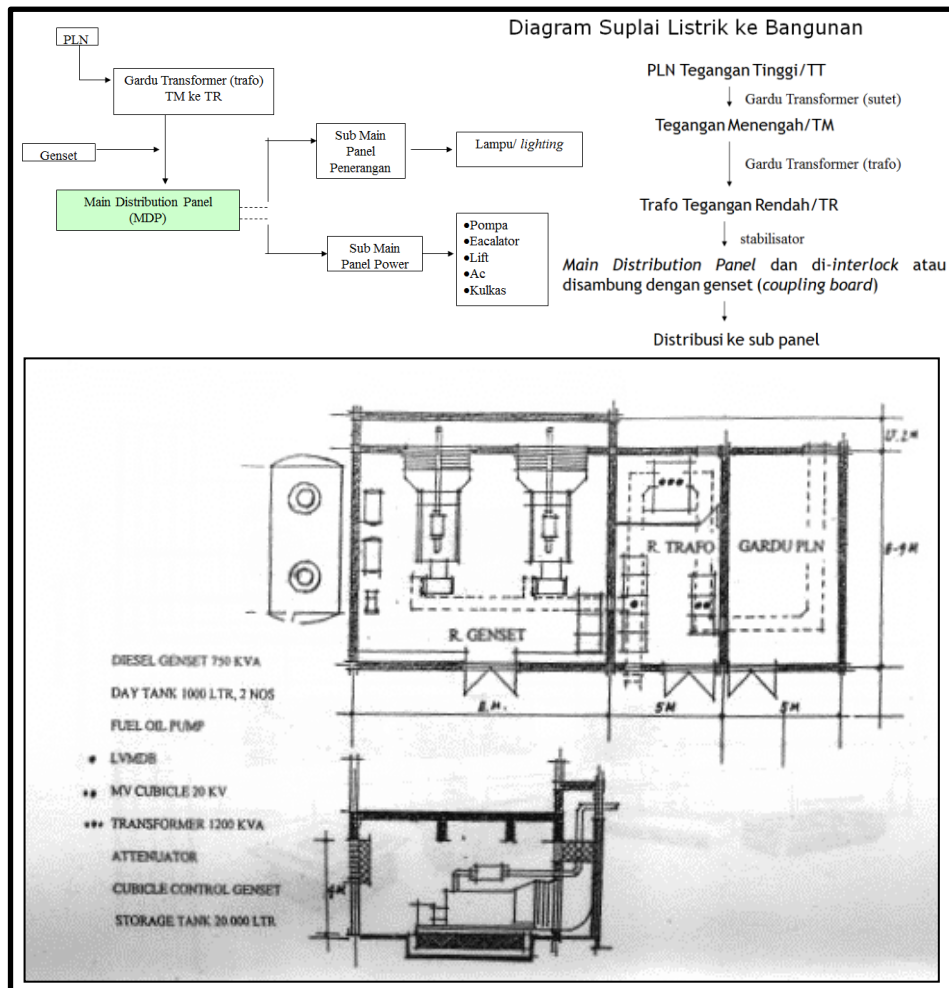 Diagram Suplai Listrik ke Bangunan
PLN
Gardu Transformer (trafo)
TM ke TR
Genset
Main Distribution Panel
(MDP)
Sub Main
Panel
Penerangan
Lampu/ lighting
Sub Main
Panel Power
●Pompa
●Eacalator
●Lift
●Ac
●Kulkas
PLN Tegangan Tinggi/TT
Gardu Transformer (sutet)
Tegangan Menengah/TM
Gardu Transformer (trafo)
Trafo Tegangan Rendah/TR
stabilisator
Main Distribution Panel dan di-interlock atau
disambung dengan genset (coupling board)
Distribusi ke sub panel
R. GENSET
R. TRAFO
GARDU PLN
5 M
5 M
DIESEL GENSET 750 KVA
DAY TANK 1000 LTR, 2 NOS
FUEL OIL PUMP
● LVMDB
●● MV CUBICLE 20 KV
●●● TRANSFORMER 1200 KVA
ATTENUATOR
CUBICLE CONTROL GENSET
STORAGE TANK 20.000 LTR